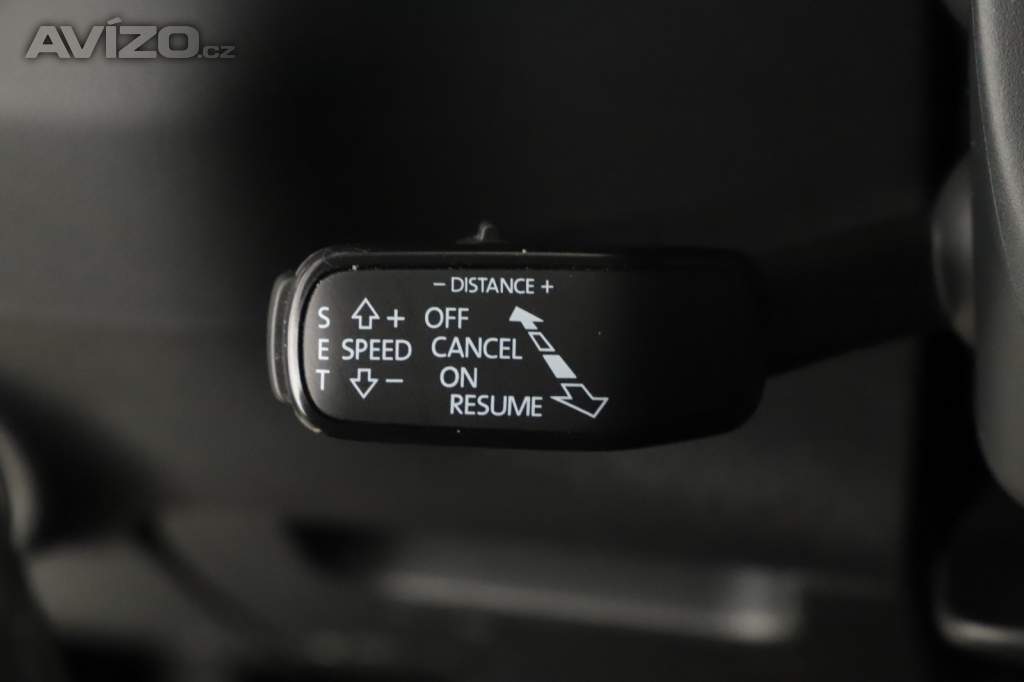 AVÍZO.cz
– DISTANCE +
S + OFF
E SPEED CANCEL
T – ON
RESUME